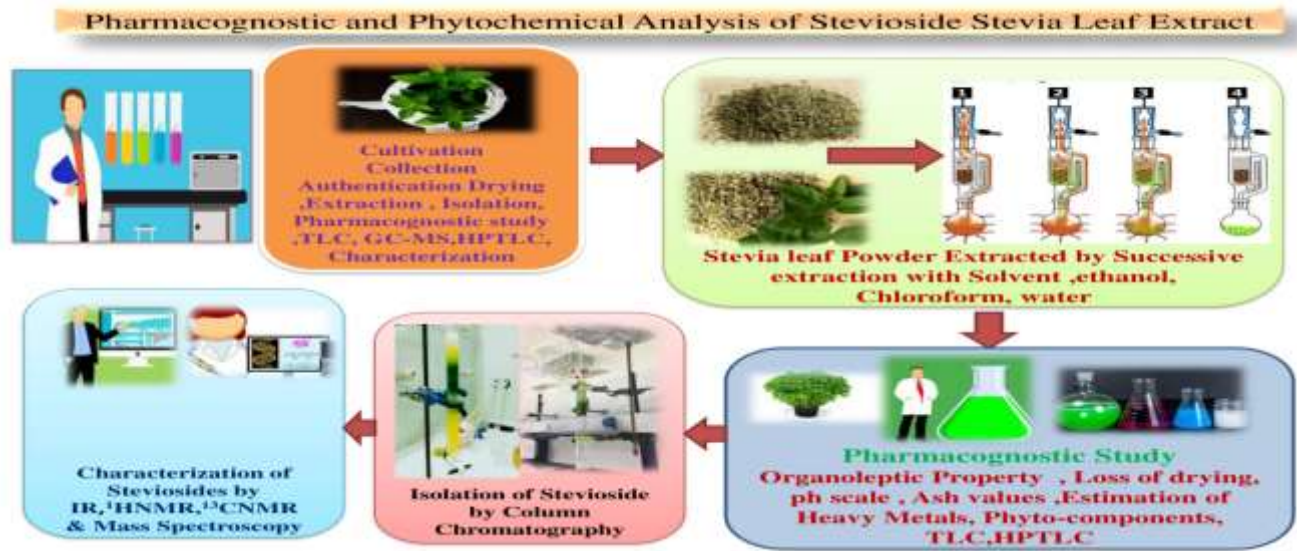 Pharmacognostic and Phytochemical Analysis of Stevioside Stevia Leaf Extract
Cultivation
Collection
Authentication Drying
,Extraction , Isolation,
Pharmacognostic study
,TLC, GC-MS,HPTLC,
Characterization
1 2 3 4
Stevia leaf Powder Extracted by Successive
extraction with Solvent ,ethanol,
Chloroform, water
Pharmacognostic Study
Organoleptic Property , Loss of drying,
ph scale , Ash values ,Estimation of
Heavy Metals, Phyto-components,
TLC,HPTLC
Isolation of Stevioside
by Column
Chromatography
Characterization of
Steviosides by
IR,¹HNMR,¹³CNMR
& Mass Spectroscopy